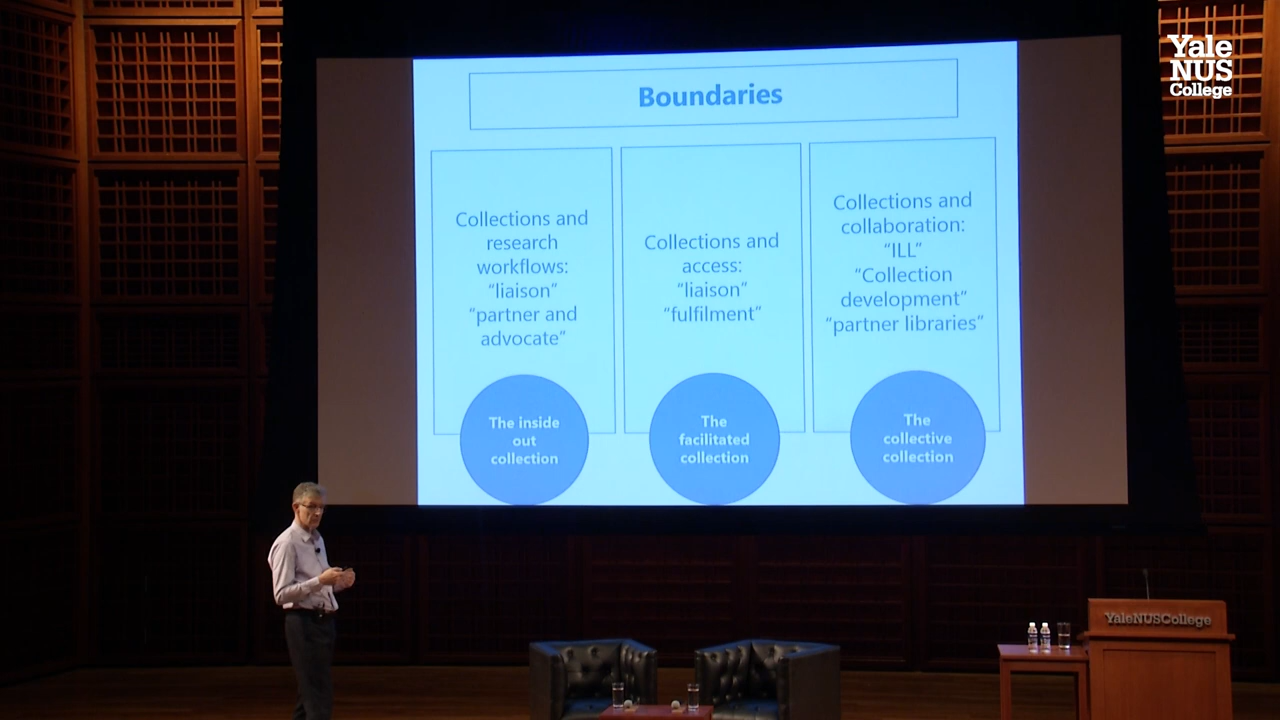 Yale
NUS
College
Boundaries
Collections and
research
workflows:
“liaison”
“partner and
advocate”
The inside
out
collection
Collections and
access:
“liaison”
“fulfilment”
The
facilitated
collection
Collections and
collaboration:
“ILL”
“Collection
development”
“partner libraries”
The
collective
collection
YaleNUSCollege